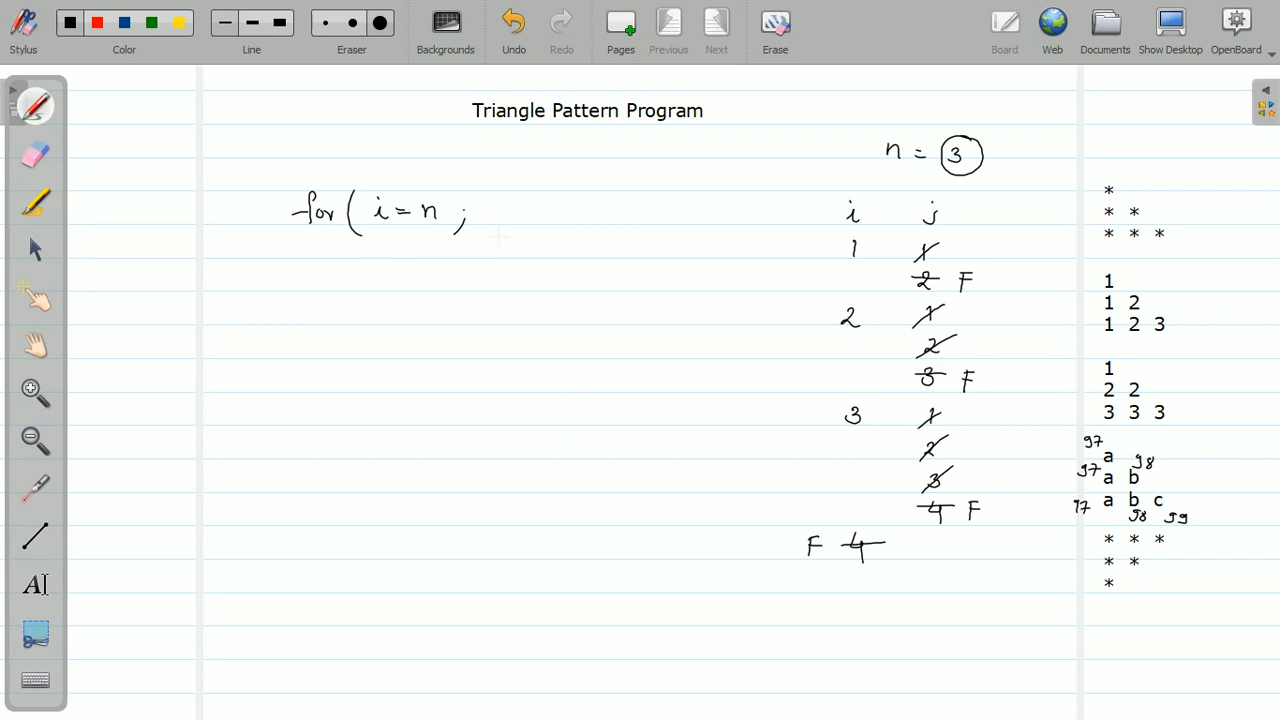 Stylus Color Line Eraser Backgrounds Undo Redo Pages Previous Next Erase Board Web Documents Show Desktop OpenBoard
Triangle Pattern Program
n = 3
for ( i = n ;
i j
1 1
2 F
2 1
2
3 F
3 1
2
3
4 F
F 4
*
* *
* * *
1
1 2
1 2 3
1
2 2
3 3 3
97
a 98
97 a b
97 a b c
98 99
* * *
* *
*
A